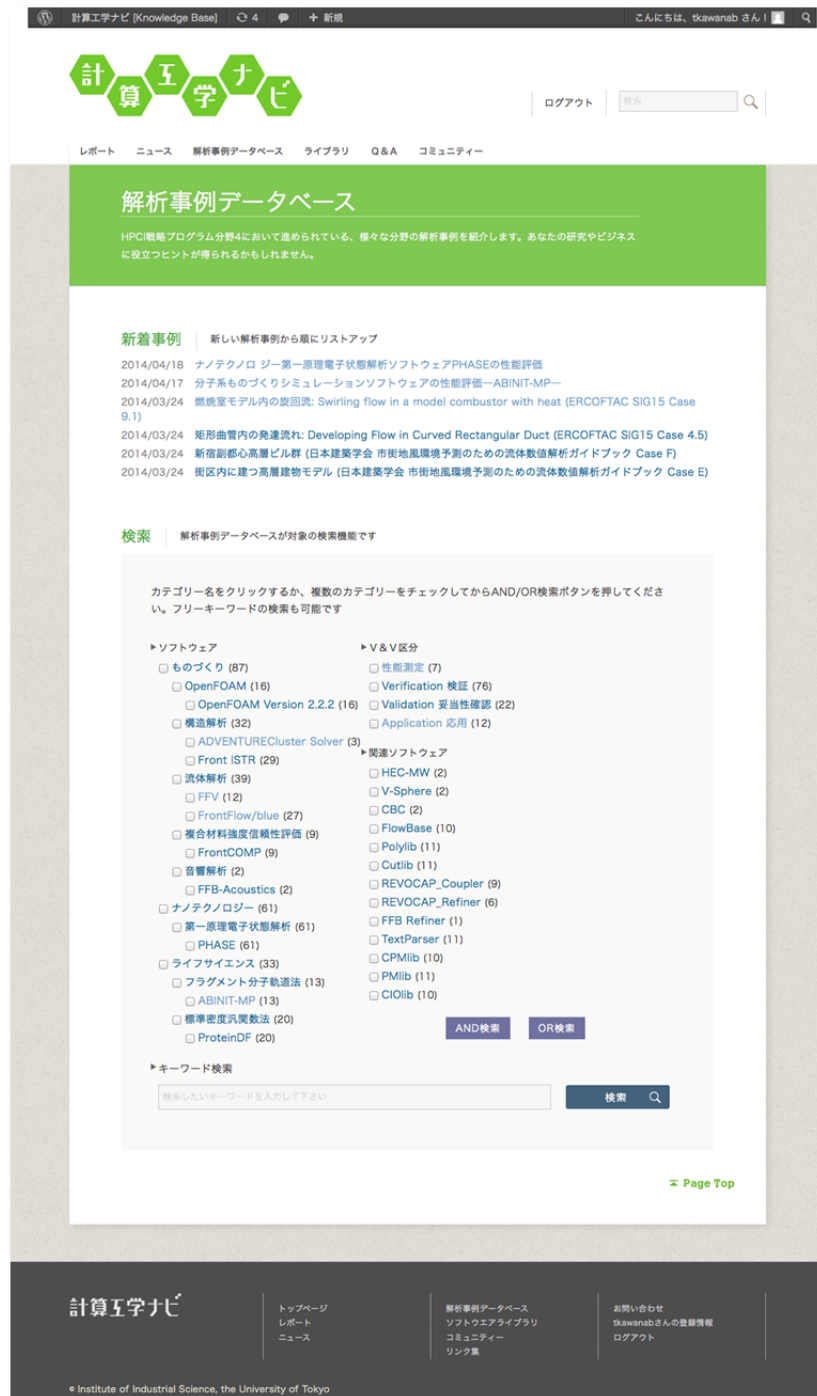 計算工学ナビ [Knowledge Base] 4 + 新規 こんにちは、tkawanab さん！
計算工学ナビ
ログアウト 検索
レポート ニュース 解析事例データベース ライブラリ Q&A コミュニティー
解析事例データベース
HPCI戦略プログラム分野4において進められている、様々な分野の解析事例を紹介します。あなたの研究やビジネス
に役立つヒントが得られるかもしれません。
新着事例 新しい解析事例から順にリストアップ
2014/04/18 ナノテクノロ ジー第一原理電子状態解析ソフトウェアPHASEの性能評価
2014/04/17 分子系ものづくりシミュレーションソフトウェアの性能評価―ABINIT-MP―
2014/03/24 燃焼室モデル内の旋回流: Swirling flow in a model combustor with heat (ERCOFTAC SIG15 Case
9.1)
2014/03/24 矩形曲管内の発達流れ: Developing Flow in Curved Rectangular Duct (ERCOFTAC SIG15 Case 4.5)
2014/03/24 新宿副都心高層ビル群 (日本建築学会 市街地風環境予測のための流体数値解析ガイドブック Case F)
2014/03/24 街区内に建つ高層建物モデル (日本建築学会 市街地風環境予測のための流体数値解析ガイドブック Case E)
検索 解析事例データベースが対象の検索機能です
カテゴリー名をクリックするか、複数のカテゴリーをチェックしてからAND/OR検索ボタンを押してくださ
い。フリーキーワードの検索も可能です
ソフトウェア
ものづくり (87)
OpenFOAM (16)
OpenFOAM Version 2.2.2 (16)
構造解析 (32)
ADVENTURECluster Solver (3)
Front ISTR (29)
流体解析 (39)
FFV (12)
FrontFlow/blue (27)
複合材料強度信頼性評価 (9)
FrontCOMP (9)
音響解析 (2)
FFB-Acoustics (2)
ナノテクノロジー (61)
第一原理電子状態解析 (61)
PHASE (61)
ライフサイエンス (33)
フラグメント分子軌道法 (13)
ABINIT-MP (13)
標準密度汎関数法 (20)
ProteinDF (20)
V＆V区分
性能測定 (7)
Verification 検証 (76)
Validation 妥当性確認 (22)
Application 応用 (12)
関連ソフトウェア
HEC-MW (2)
V-Sphere (2)
CBC (2)
FlowBase (10)
Polylib (11)
Cutlib (11)
REVOCAP_Coupler (9)
REVOCAP_Refiner (6)
FFB Refiner (1)
TextParser (11)
CPMlib (10)
PMlib (11)
CIOlib (10)
AND検索 OR検索
キーワード検索
検索したいキーワードを入力して下さい 検索
Page Top
計算工学ナビ
トップページ
レポート
ニュース
解析事例データベース
ソフトウエアライブラリ
コミュニティー
リンク集
お問い合わせ
tkawanabさんの登録情報
ログアウト
© Institute of Industrial Science, the University of Tokyo